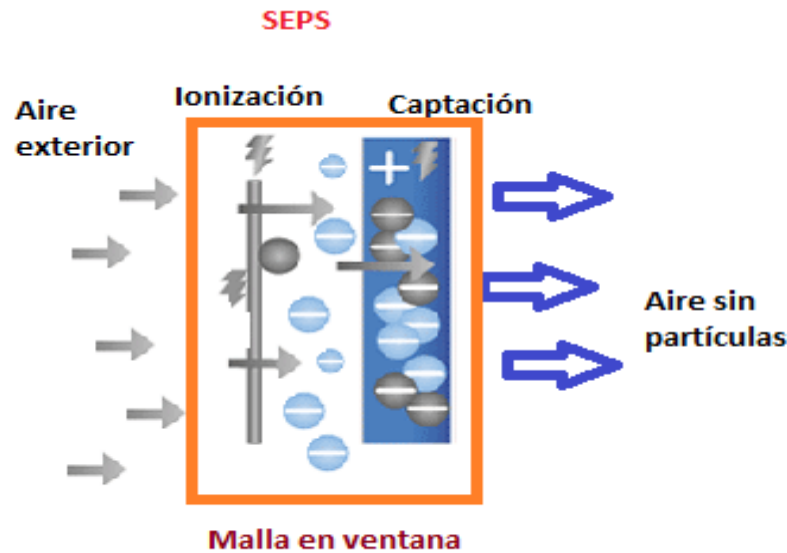 SEPS
Ionización
Captación
Aire
exterior
+
Aire sin
partículas
Malla en ventana